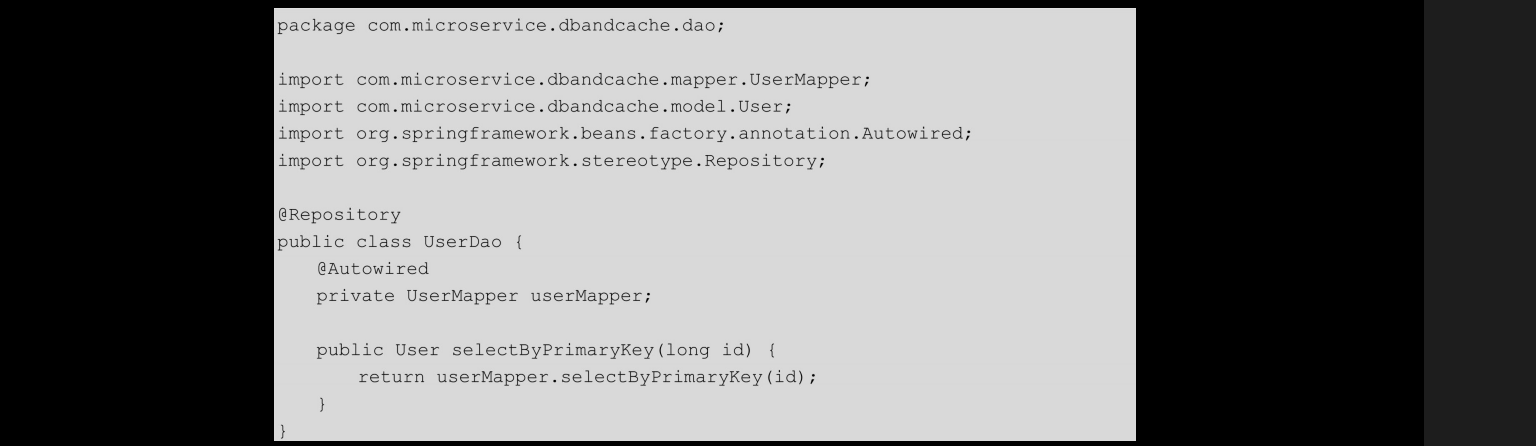 package com.microservice.dbandcache.dao;
import com.microservice.dbandcache.mapper.UserMapper;
import com.microservice.dbandcache.model.User;
import org.springframework.beans.factory.annotation.Autowired;
import org.springframework.stereotype.Repository;
@Repository
public class UserDao {
    @Autowired
    private UserMapper userMapper;
    public User selectByPrimaryKey(long id) {
        return userMapper.selectByPrimaryKey(id);
    }
}